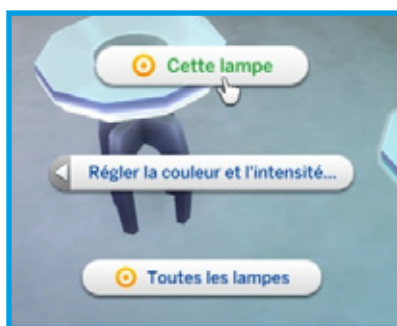 Cette lampe
Régler la couleur et l'intensité...
Toutes les lampes